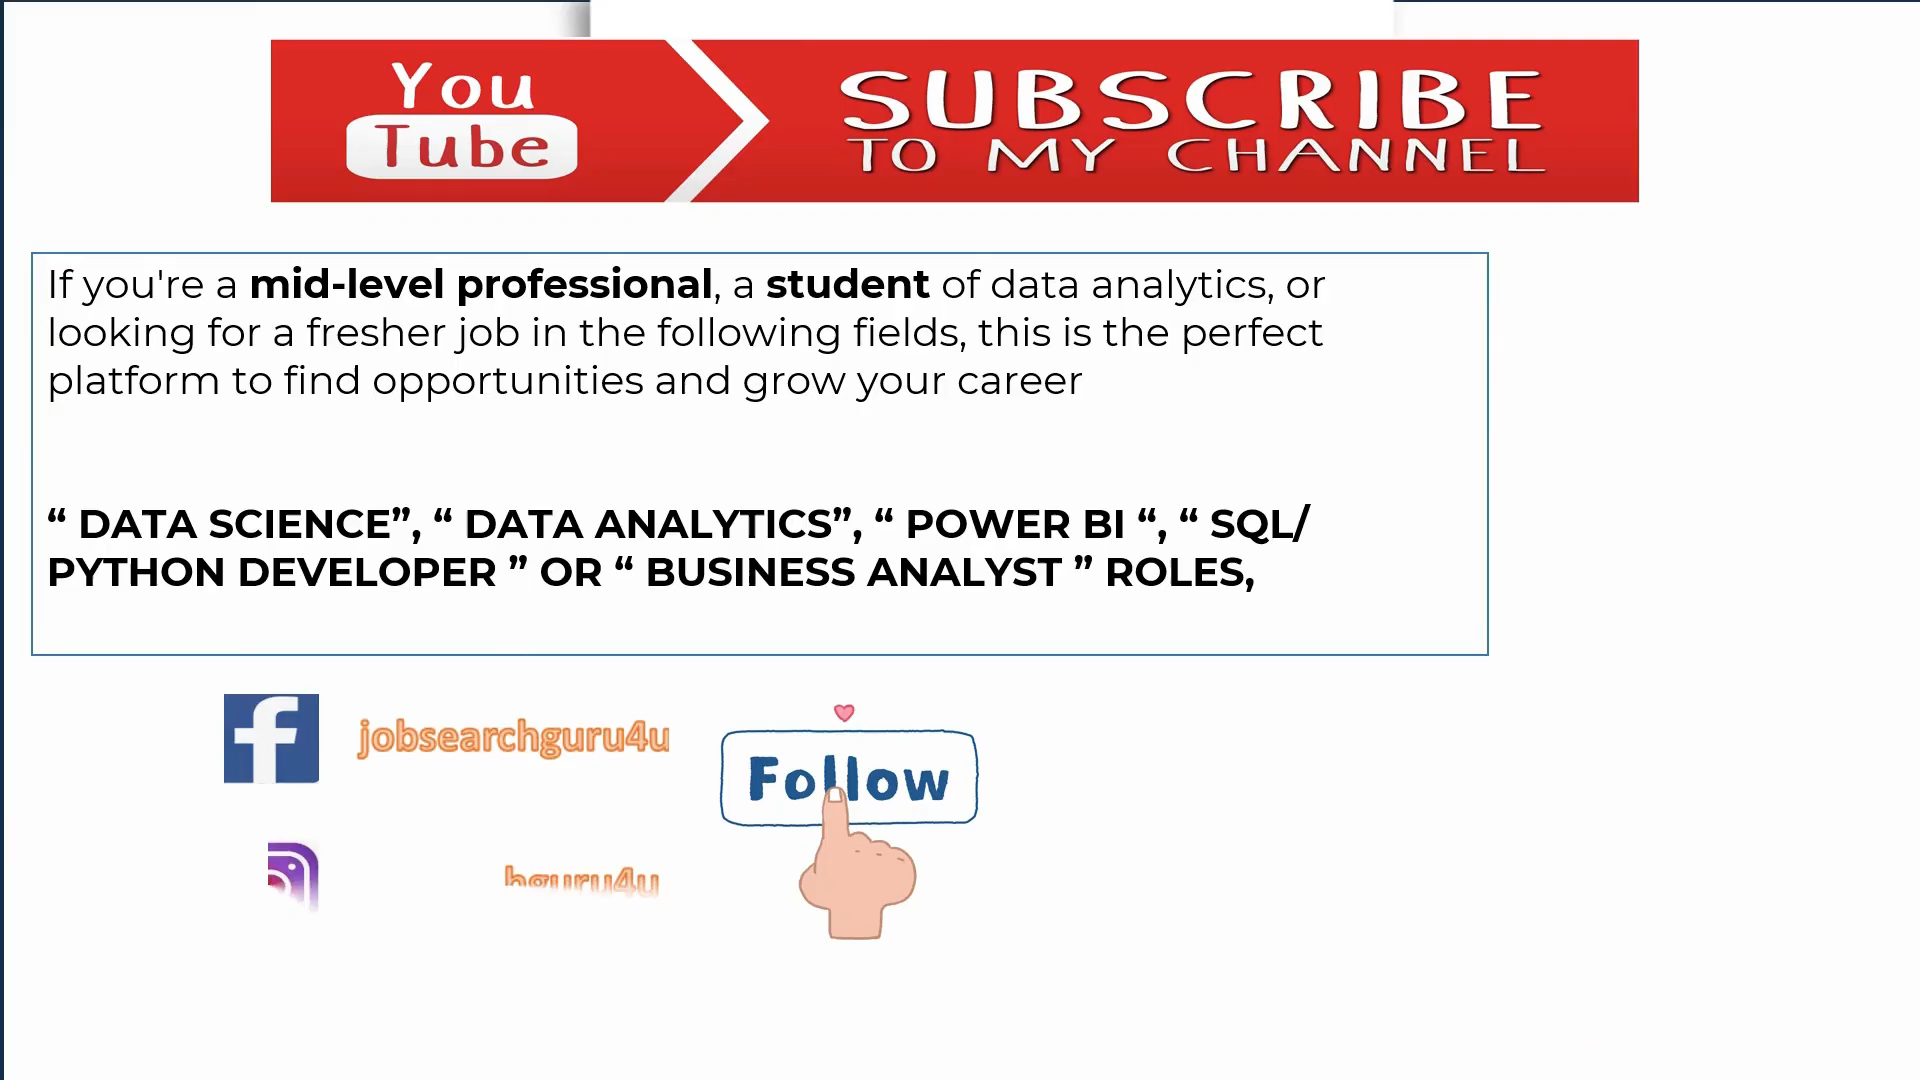 You
Tube
SUBSCRIBE
TO MY CHANNEL
If you're a mid-level professional, a student of data analytics, or
looking for a fresher job in the following fields, this is the perfect
platform to find opportunities and grow your career
“ DATA SCIENCE”, “ DATA ANALYTICS”, “ POWER BI “, “ SQL/
PYTHON DEVELOPER ” OR “ BUSINESS ANALYST ” ROLES,
jobsearchguru4u
Follow
hguru4u